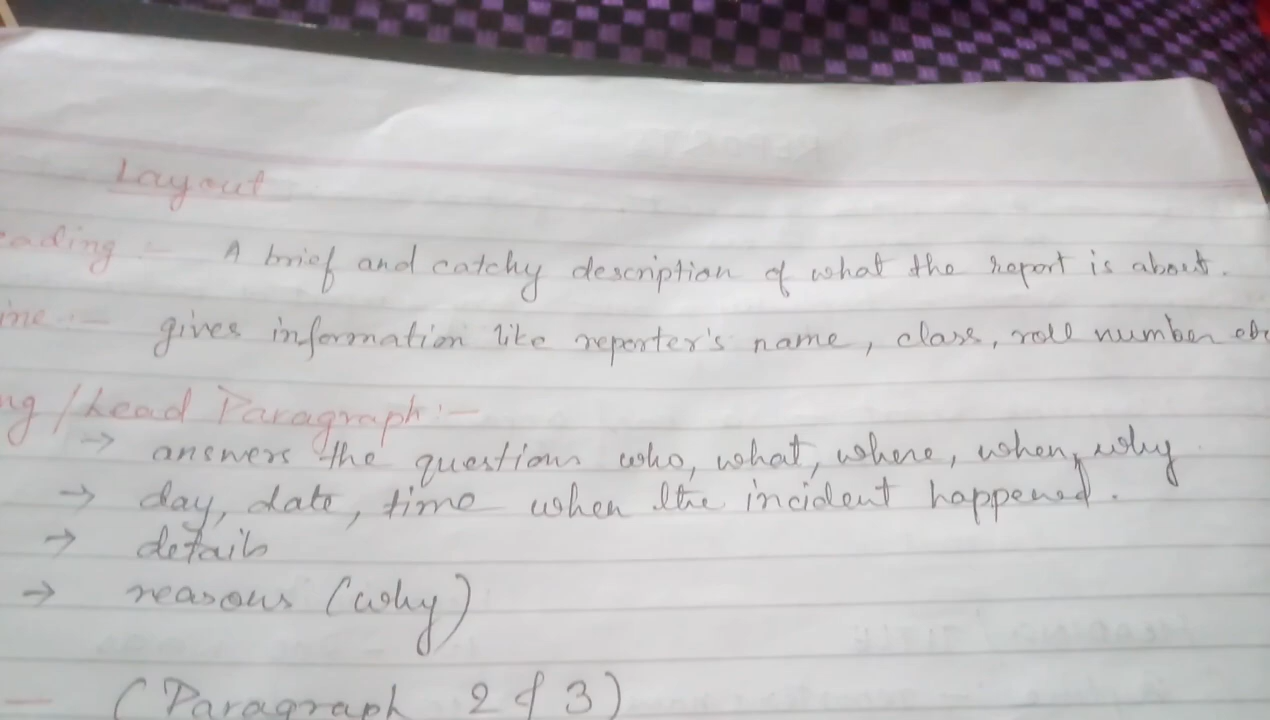 Layout
eading :- A brief and catchy description of what the report is about.
ine :- gives information like reporter's name, class, roll number etc
ng / Lead Paragraph :-
→ answers the question who, what, where, when, why
→ day, date, time when the incident happened.
→ details
→ reasons (why)
— (Paragraph 2 & 3)